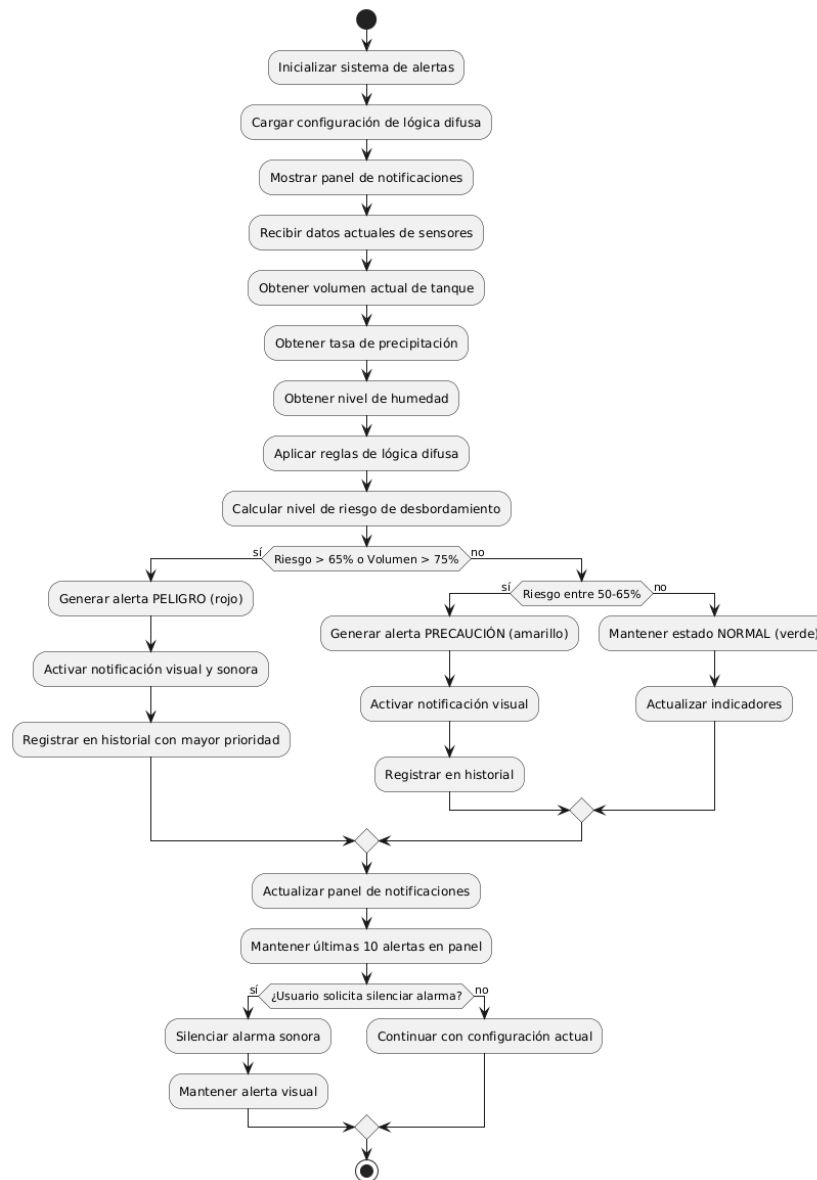 Inicializar sistema de alertas
Cargar configuración de lógica difusa
Mostrar panel de notificaciones
Recibir datos actuales de sensores
Obtener volumen actual de tanque
Obtener tasa de precipitación
Obtener nivel de humedad
Aplicar reglas de lógica difusa
Calcular nivel de riesgo de desbordamiento
sí
Riesgo > 65% o Volumen > 75%
no
Generar alerta PELIGRO (rojo)
Activar notificación visual y sonora
Registrar en historial con mayor prioridad
sí
Riesgo entre 50-65%
no
Generar alerta PRECAUCIÓN (amarillo)
Activar notificación visual
Registrar en historial
Mantener estado NORMAL (verde)
Actualizar indicadores
Actualizar panel de notificaciones
Mantener últimas 10 alertas en panel
sí
¿Usuario solicita silenciar alarma?
no
Silenciar alarma sonora
Mantener alerta visual
Continuar con configuración actual